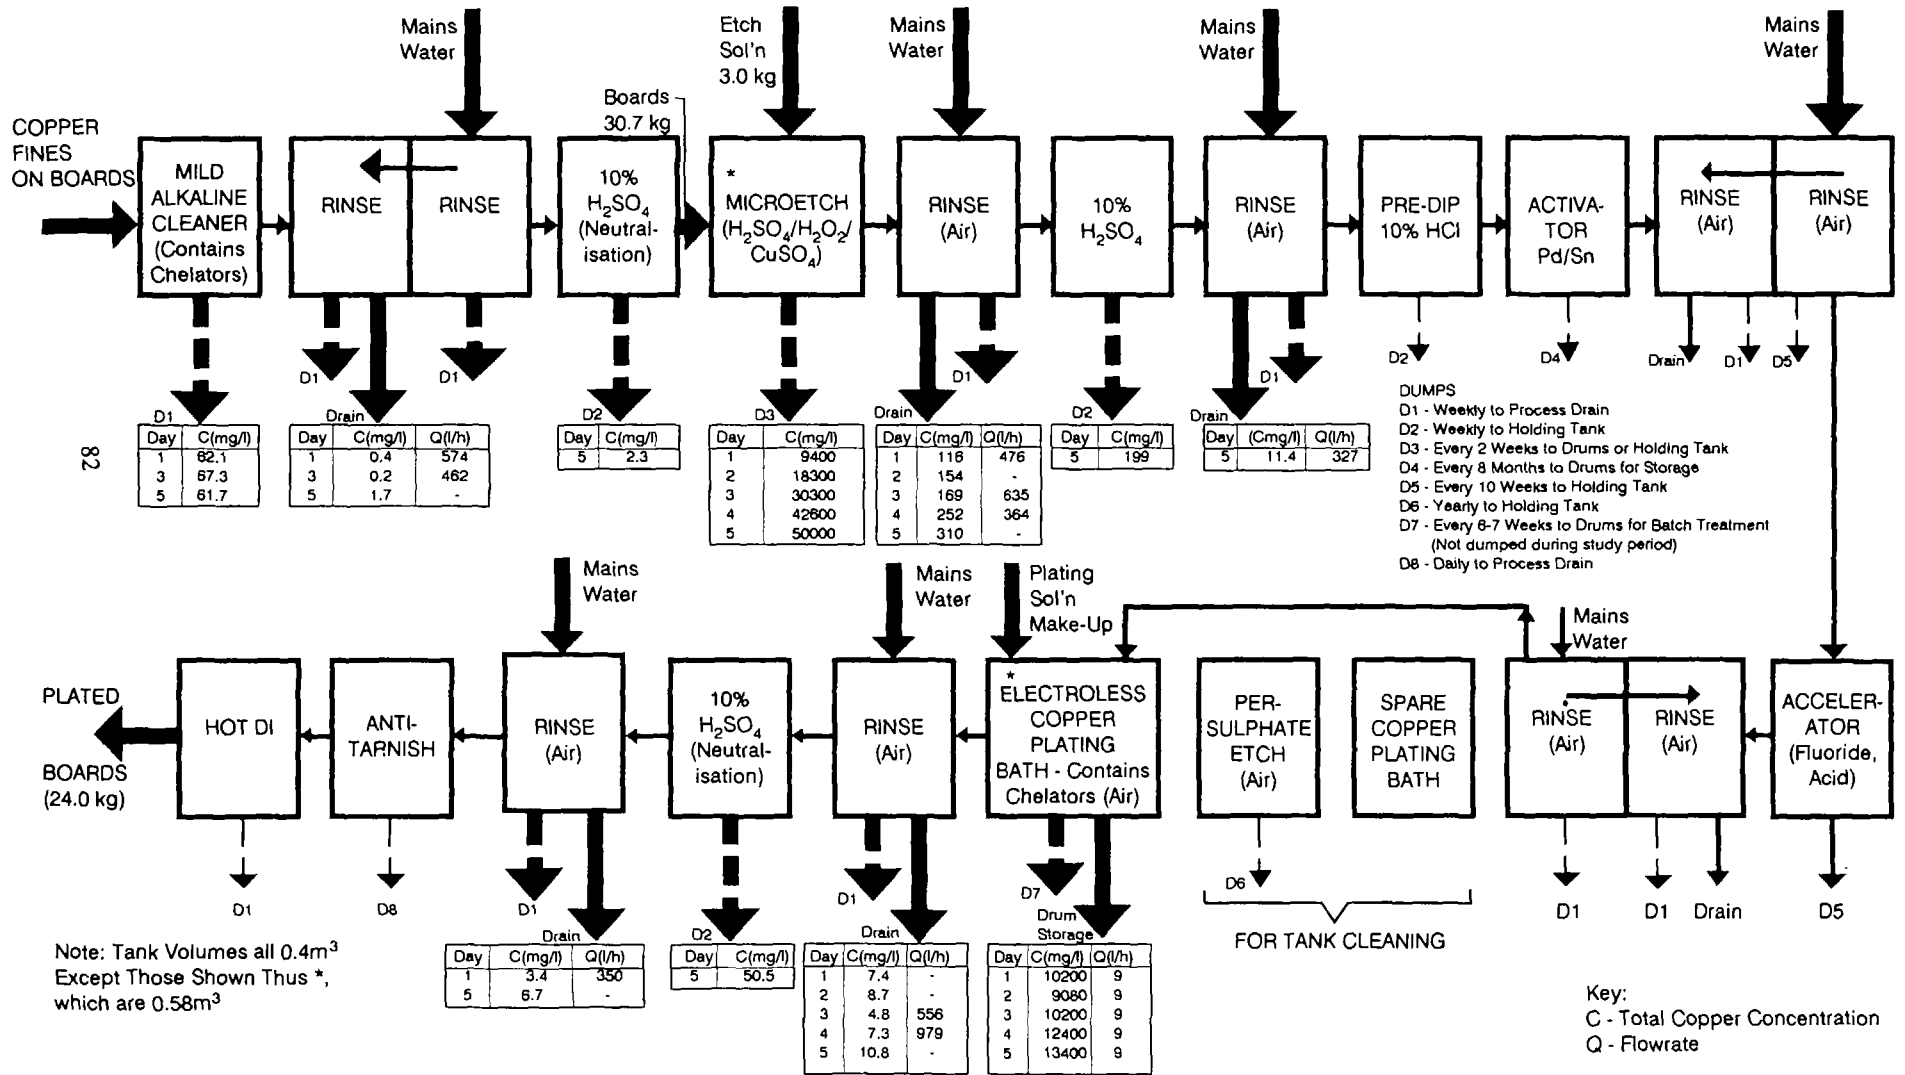 Mains
Water
Etch
Sol'n
3.0 kg
Mains
Water
Mains
Water
Mains
Water
Boards
30.7 kg
COPPER
FINES
ON BOARDS
MILD
ALKALINE
CLEANER
(Contains
Chelators)
RINSE
RINSE
10%
H₂SO₄
(Neutral-
isation)
*
MICROETCH
(H₂SO₄/H₂O₂/
CuSO₄)
RINSE
(Air)
10%
H₂SO₄
RINSE
(Air)
PRE-DIP
10% HCl
ACTIVA-
TOR
Pd/Sn
RINSE
(Air)
RINSE
(Air)
D1
D1
D1
D1
D2
D4
Drain
D1
D5
D1
Day C(mg/l)
1 62.1
3 67.3
5 61.7
Drain
Day C(mg/l) Q(l/h)
1 0.4 574
3 0.2 462
5 1.7 -
D2
Day C(mg/l)
5 2.3
D3
Day C(mg/l)
1 9400
2 18300
3 30300
4 42600
5 50000
Drain
Day C(mg/l) Q(l/h)
1 116 476
2 154 -
3 169 635
4 252 364
5 310 -
D2
Day C(mg/l)
5 199
Drain
Day (Cmg/l) Q(l/h)
5 11.4 327
DUMPS
D1 - Weekly to Process Drain
D2 - Weekly to Holding Tank
D3 - Every 2 Weeks to Drums or Holding Tank
D4 - Every 8 Months to Drums for Storage
D5 - Every 10 Weeks to Holding Tank
D6 - Yearly to Holding Tank
D7 - Every 6-7 Weeks to Drums for Batch Treatment
(Not dumped during study period)
D8 - Daily to Process Drain
82
Mains
Water
Mains
Water
Plating
Sol'n
Make-Up
Mains
Water
PLATED
BOARDS
(24.0 kg)
HOT DI
ANTI-
TARNISH
RINSE
(Air)
10%
H₂SO₄
(Neutral-
isation)
RINSE
(Air)
*
ELECTROLESS
COPPER
PLATING
BATH - Contains
Chelators (Air)
PER-
SULPHATE
ETCH
(Air)
SPARE
COPPER
PLATING
BATH
RINSE
(Air)
RINSE
(Air)
ACCELER-
ATOR
(Fluoride,
Acid)
D1
D8
D1
D1
D7
D6
D1
D1
Drain
D5
FOR TANK CLEANING
Drain
Day C(mg/l) Q(l/h)
1 3.4 350
5 6.7 -
D2
Day C(mg/l)
5 50.5
Drain
Day C(mg/l) Q(l/h)
1 7.4 -
2 8.7 -
3 4.8 556
4 7.3 979
5 10.8 -
Drum
Storage
Day C(mg/l) Q(l/h)
1 10200 9
2 9080 9
3 10200 9
4 12400 9
5 13400 9
Note: Tank Volumes all 0.4m³
Except Those Shown Thus *,
which are 0.58m³
Key:
C - Total Copper Concentration
Q - Flowrate